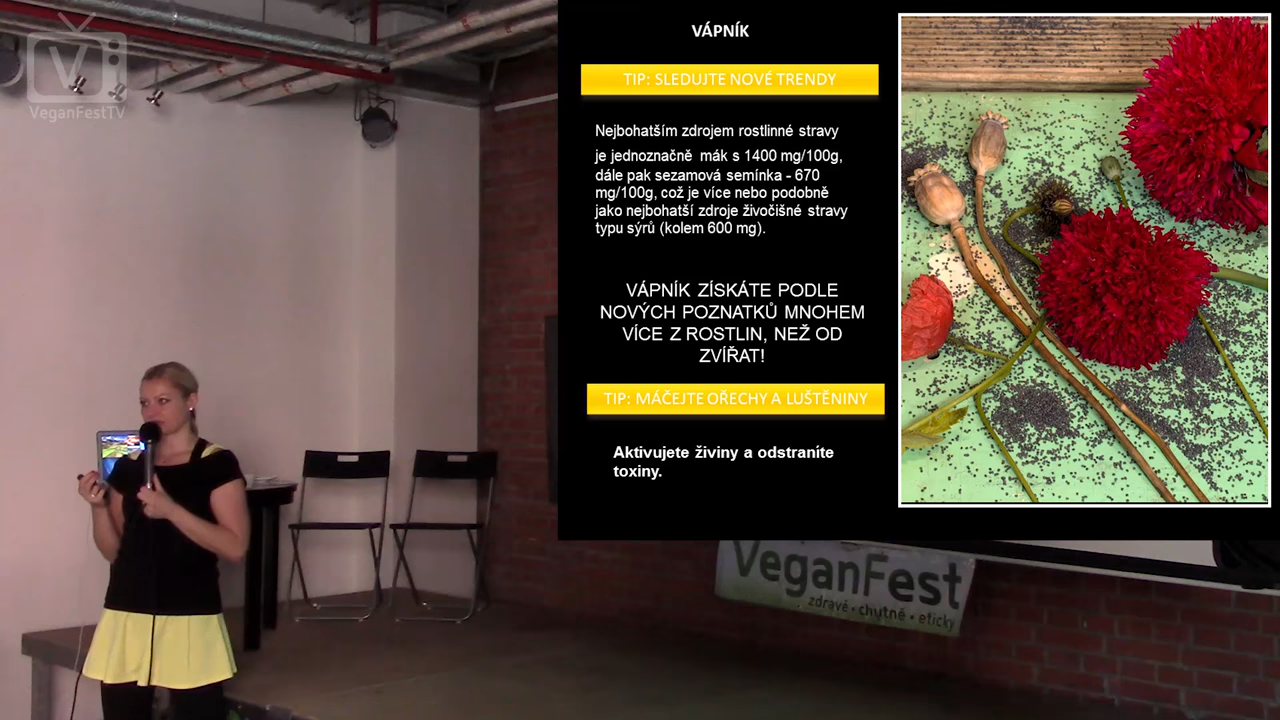 V
VeganFestTV
VÁPNÍK
TIP: SLEDUJTE NOVÉ TRENDY
Nejbohatším zdrojem rostlinné stravy
je jednoznačně mák s 1400 mg/100g,
dále pak sezamová semínka - 670
mg/100g, což je více nebo podobně
jako nejbohatší zdroje živočišné stravy
typu sýrů (kolem 600 mg).
VÁPNÍK ZÍSKÁTE PODLE
NOVÝCH POZNATKŮ MNOHEM
VÍCE Z ROSTLIN, NEŽ OD
ZVÍŘAT!
TIP: MÁČEJTE OŘECHY A LUŠTĚNINY
Aktivujete živiny a odstraníte
toxiny.
VeganFest
zdravě • chutně • eticky